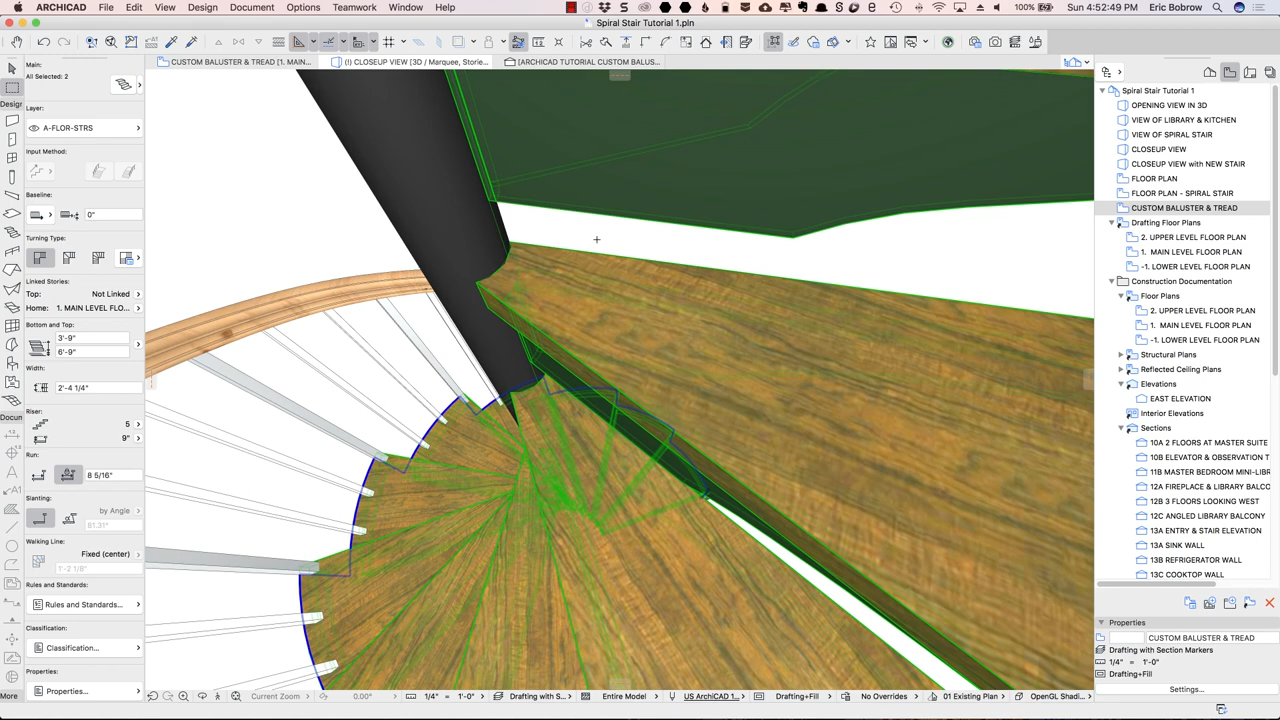 ARCHICAD File Edit View Design Document Options Teamwork Window Help 100% Sun 4:52:49 PM Eric Bobrow
Spiral Stair Tutorial 1.pln
CUSTOM BALUSTER & TREAD [1. MAIN... (!) CLOSEUP VIEW [3D / Marquee, Storie... [ARCHICAD TUTORIAL CUSTOM BALUS...
Main:
All Selected: 2
Design
Layer:
A-FLOR-STRS
Input Method:
Baseline:
0"
Turning Type:
Linked Stories:
Top: Not Linked
Home: 1. MAIN LEVEL FLO...
Bottom and Top:
3'-9"
6'-9"
Width:
2'-4 1/4"
Docun
Riser:
5
9"
Run:
8 5/16"
Slanting:
by Angle
81.31°
Walking Line:
Fixed (center)
1'-2 1/8"
Rules and Standards:
Rules and Standards...
Classification:
Classification...
Properties:
Properties...
More
Spiral Stair Tutorial 1
OPENING VIEW IN 3D
VIEW OF LIBRARY & KITCHEN
VIEW OF SPIRAL STAIR
CLOSEUP VIEW
CLOSEUP VIEW with NEW STAIR
FLOOR PLAN
FLOOR PLAN - SPIRAL STAIR
CUSTOM BALUSTER & TREAD
Drafting Floor Plans
2. UPPER LEVEL FLOOR PLAN
1. MAIN LEVEL FLOOR PLAN
-1. LOWER LEVEL FLOOR PLAN
Construction Documentation
Floor Plans
2. UPPER LEVEL FLOOR PLAN
1. MAIN LEVEL FLOOR PLAN
-1. LOWER LEVEL FLOOR PLAN
Structural Plans
Reflected Ceiling Plans
Elevations
EAST ELEVATION
Interior Elevations
Sections
10A 2 FLOORS AT MASTER SUITE
10B ELEVATOR & OBSERVATION T
11B MASTER BEDROOM MINI-LIBR
12A FIREPLACE & LIBRARY BALCO
12B 3 FLOORS LOOKING WEST
12C ANGLED LIBRARY BALCONY
13A ENTRY & STAIR ELEVATION
13A SINK WALL
13B REFRIGERATOR WALL
13C COOKTOP WALL
Properties
CUSTOM BALUSTER & TREAD
Drafting with Section Markers
1/4" = 1'-0"
Drafting+Fill
Settings...
Current Zoom 0.00° 1/4" = 1'-0" Drafting with S... Entire Model US ArchiCAD 1... Drafting+Fill No Overrides 01 Existing Plan OpenGL Shadi...